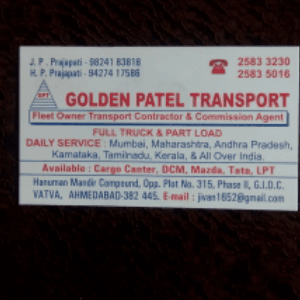 J. P. Prajapati - 98241 83818
H. P. Prajapati - 94274 17586
2583 3230
2583 5016
GPT
GOLDEN PATEL TRANSPORT
Fleet Owner Transport Contractor & Commission Agent
FULL TRUCK & PART LOAD
DAILY SERVICE : Mumbai, Maharashtra, Andhra Pradesh,
Karnataka, Tamilnadu, Kerala, & All Over India.
Available : Cargo Canter, DCM, Mazda, Tata, LPT
Hanuman Mandir Compound, Opp. Plot No. 315, Phase II, G.I.D.C.
VATVA, AHMEDABAD-382 445. E-mail : jivan1652@gmail.com